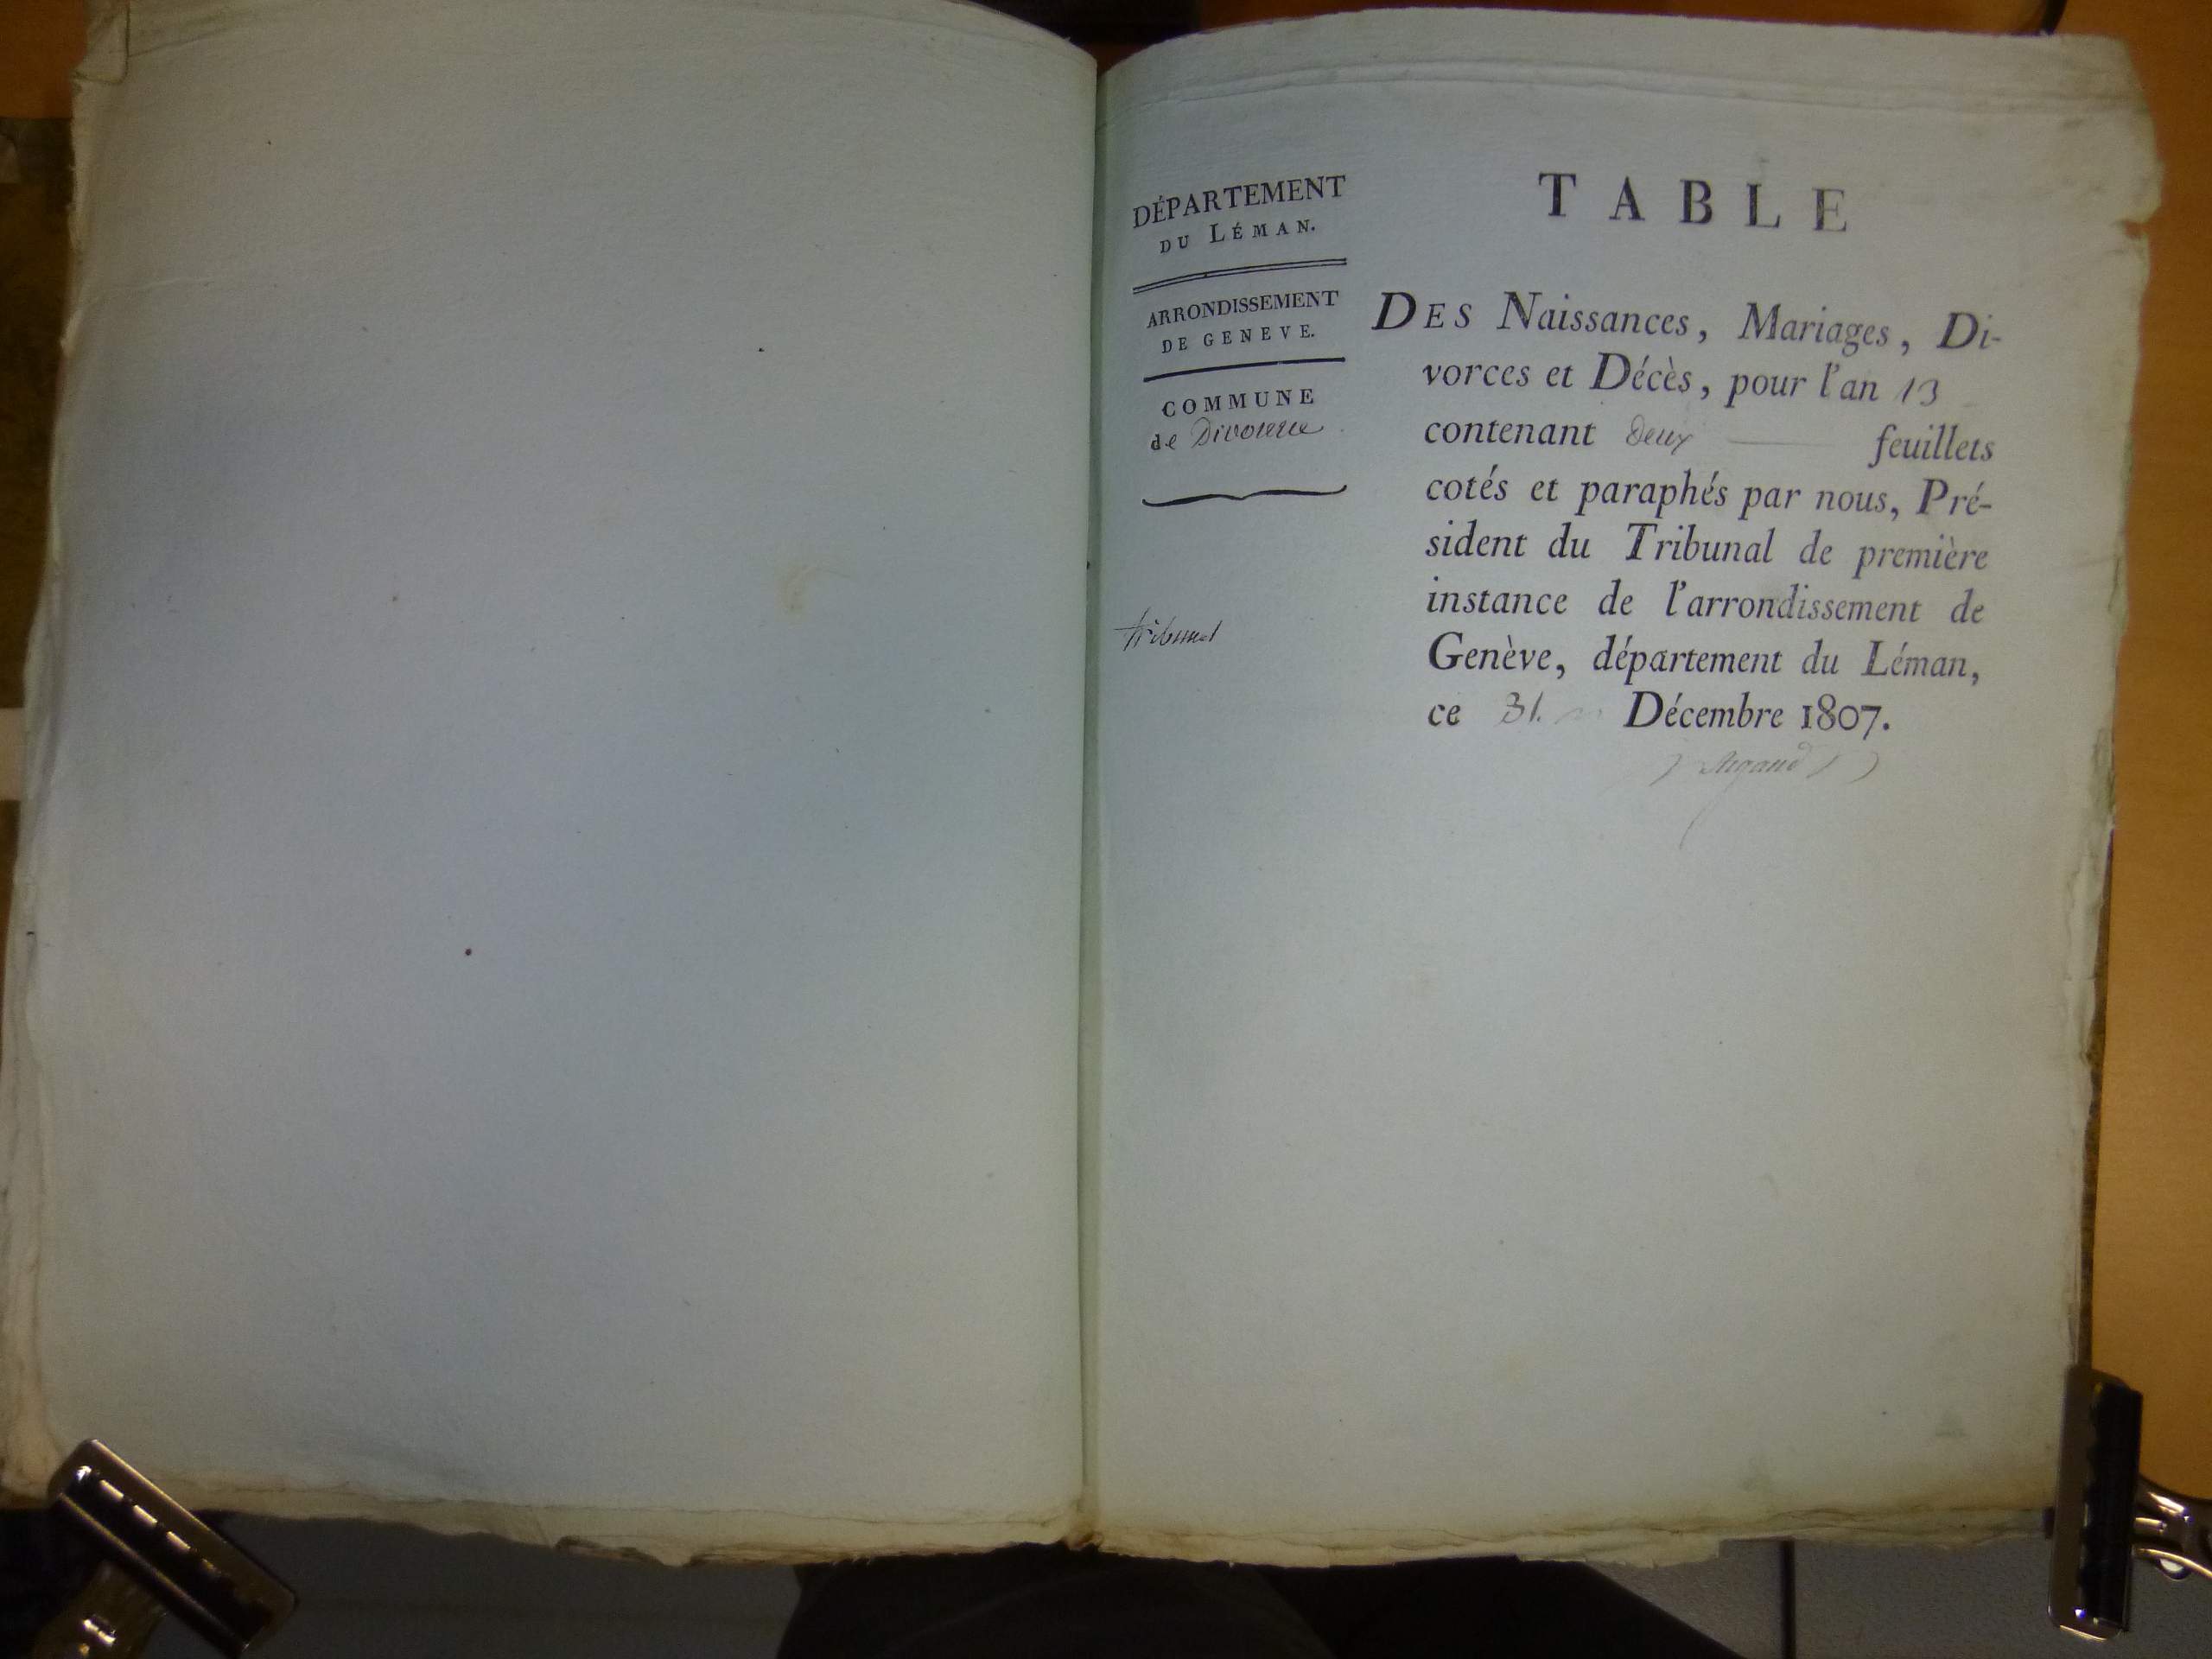 DÉPARTEMENT
DU LÉMAN.
ARRONDISSEMENT
DE GENEVE.
COMMUNE
de Divonne
tribunal
TABLE
DES Naissances, Mariages, Di-
vorces et Décès, pour l'an 13
contenant deux feuillets
cotés et paraphés par nous, Pré-
sident du Tribunal de première
instance de l'arrondissement de
Genève, département du Léman,
ce 31. Décembre 1807.